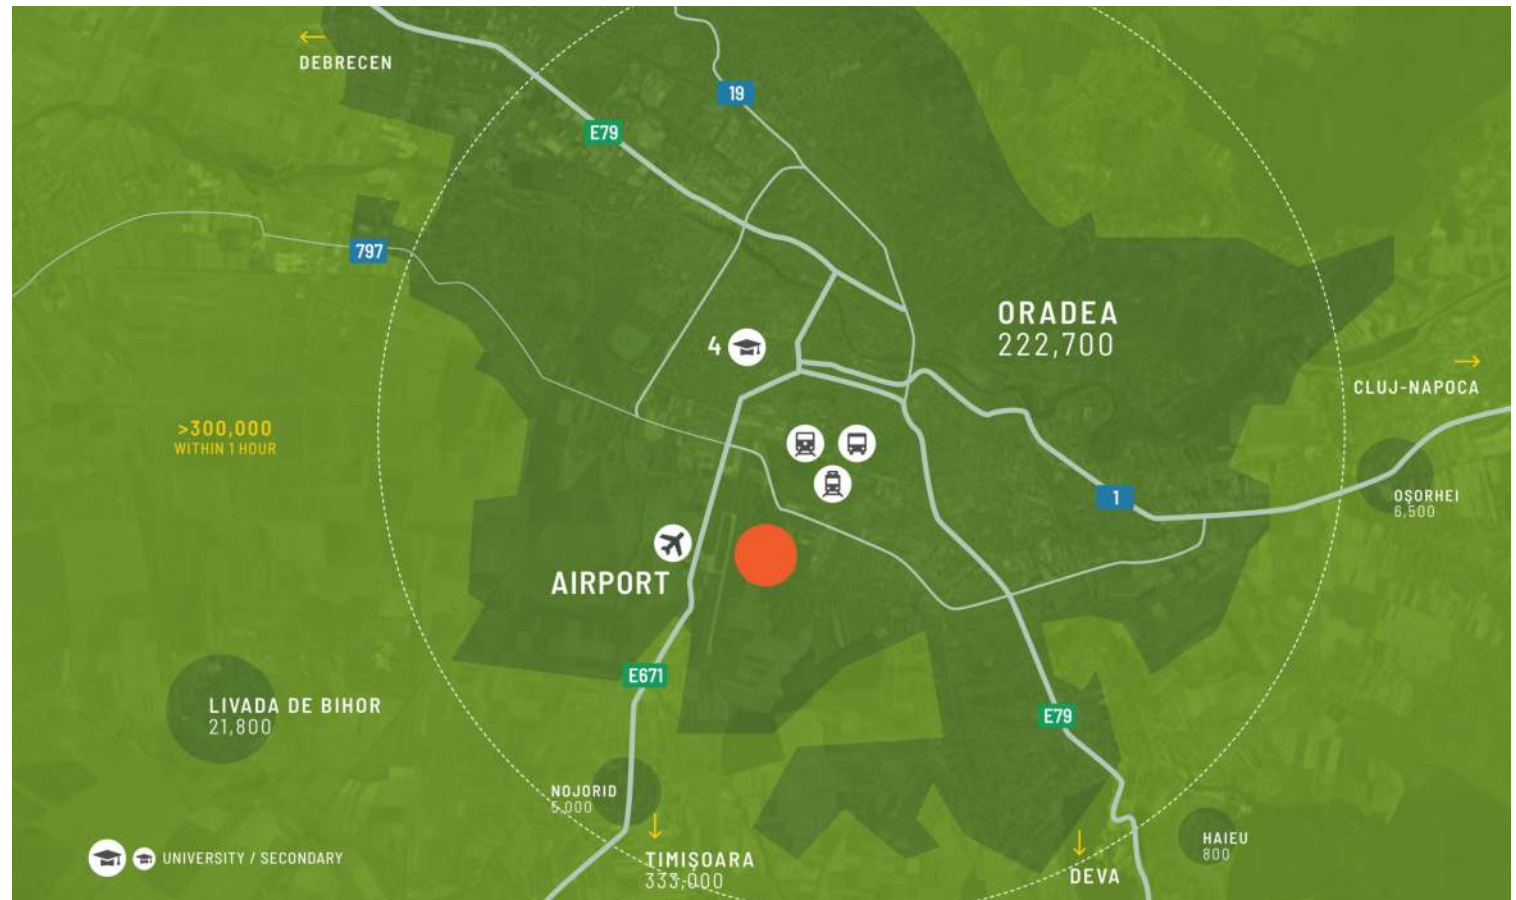 DEBRECEN
19
E79
797
ORADEA
222,700
4
CLUJ-NAPOCA
>300,000
WITHIN 1 HOUR
1
OŞORHEI
6,500
AIRPORT
E671
LIVADA DE BIHOR
21,800
E79
NOJORID
5,000
HAIEU
800
UNIVERSITY / SECONDARY
TIMIŞOARA
333,000
DEVA